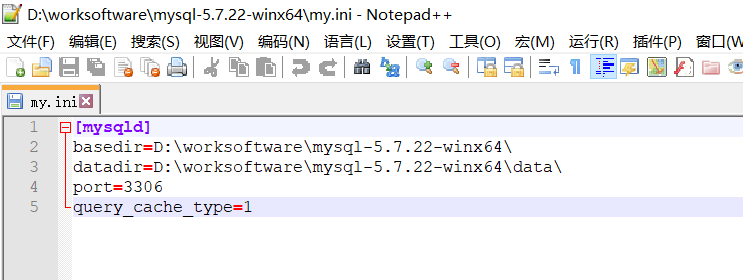 D:\worksoftware\mysql-5.7.22-winx64\my.ini - Notepad++
文件(F) 编辑(E) 搜索(S) 视图(V) 编码(N) 语言(L) 设置(T) 工具(O) 宏(M) 运行(R) 插件(P) 窗口(W
my.ini
1 [mysqld]
2 basedir=D:\worksoftware\mysql-5.7.22-winx64\
3 datadir=D:\worksoftware\mysql-5.7.22-winx64\data\
4 port=3306
5 query_cache_type=1